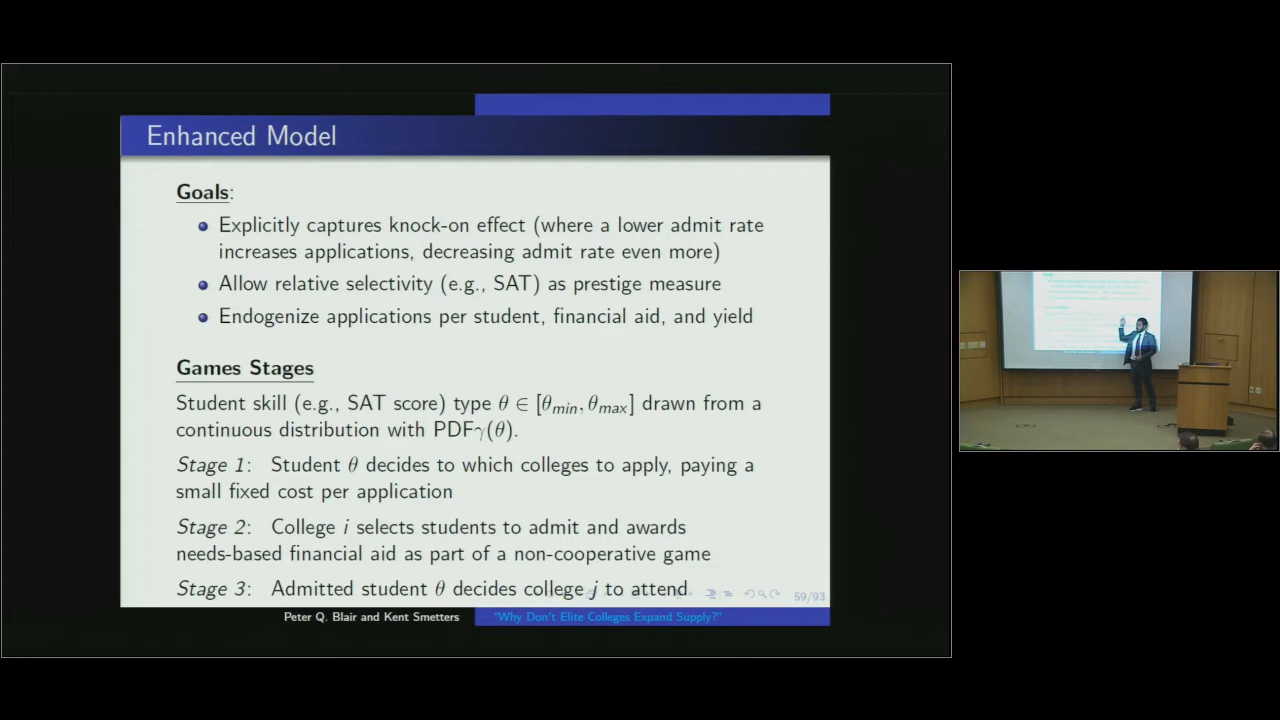 Enhanced Model
Goals:
Explicitly captures knock-on effect (where a lower admit rate
increases applications, decreasing admit rate even more)
Allow relative selectivity (e.g., SAT) as prestige measure
Endogenize applications per student, financial aid, and yield
Games Stages
Student skill (e.g., SAT score) type θ ∈ [θmin, θmax] drawn from a
continuous distribution with PDFγ(θ).
Stage 1: Student θ decides to which colleges to apply, paying a
small fixed cost per application
Stage 2: College i selects students to admit and awards
needs-based financial aid as part of a non-cooperative game
Stage 3: Admitted student θ decides college j to attend
59/93
Peter Q. Blair and Kent Smetters "Why Don't Elite Colleges Expand Supply?"